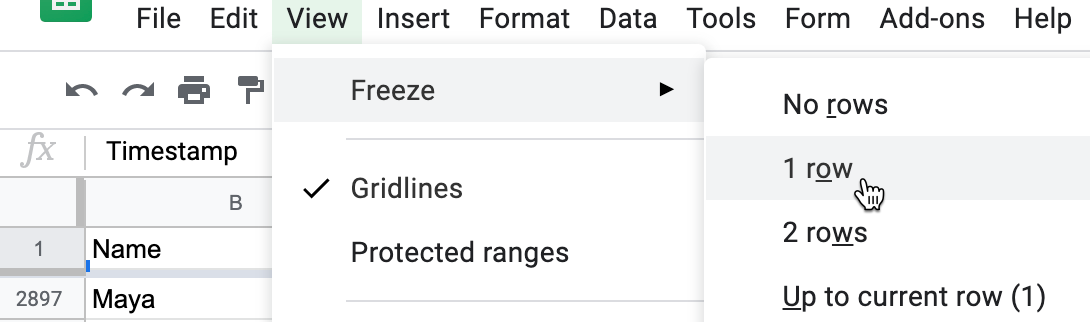 File Edit View Insert Format Data Tools Form Add-ons Help
Freeze
No rows
fx Timestamp
1 row
Gridlines
B
2 rows
1 Name
Protected ranges
2897 Maya
Up to current row (1)